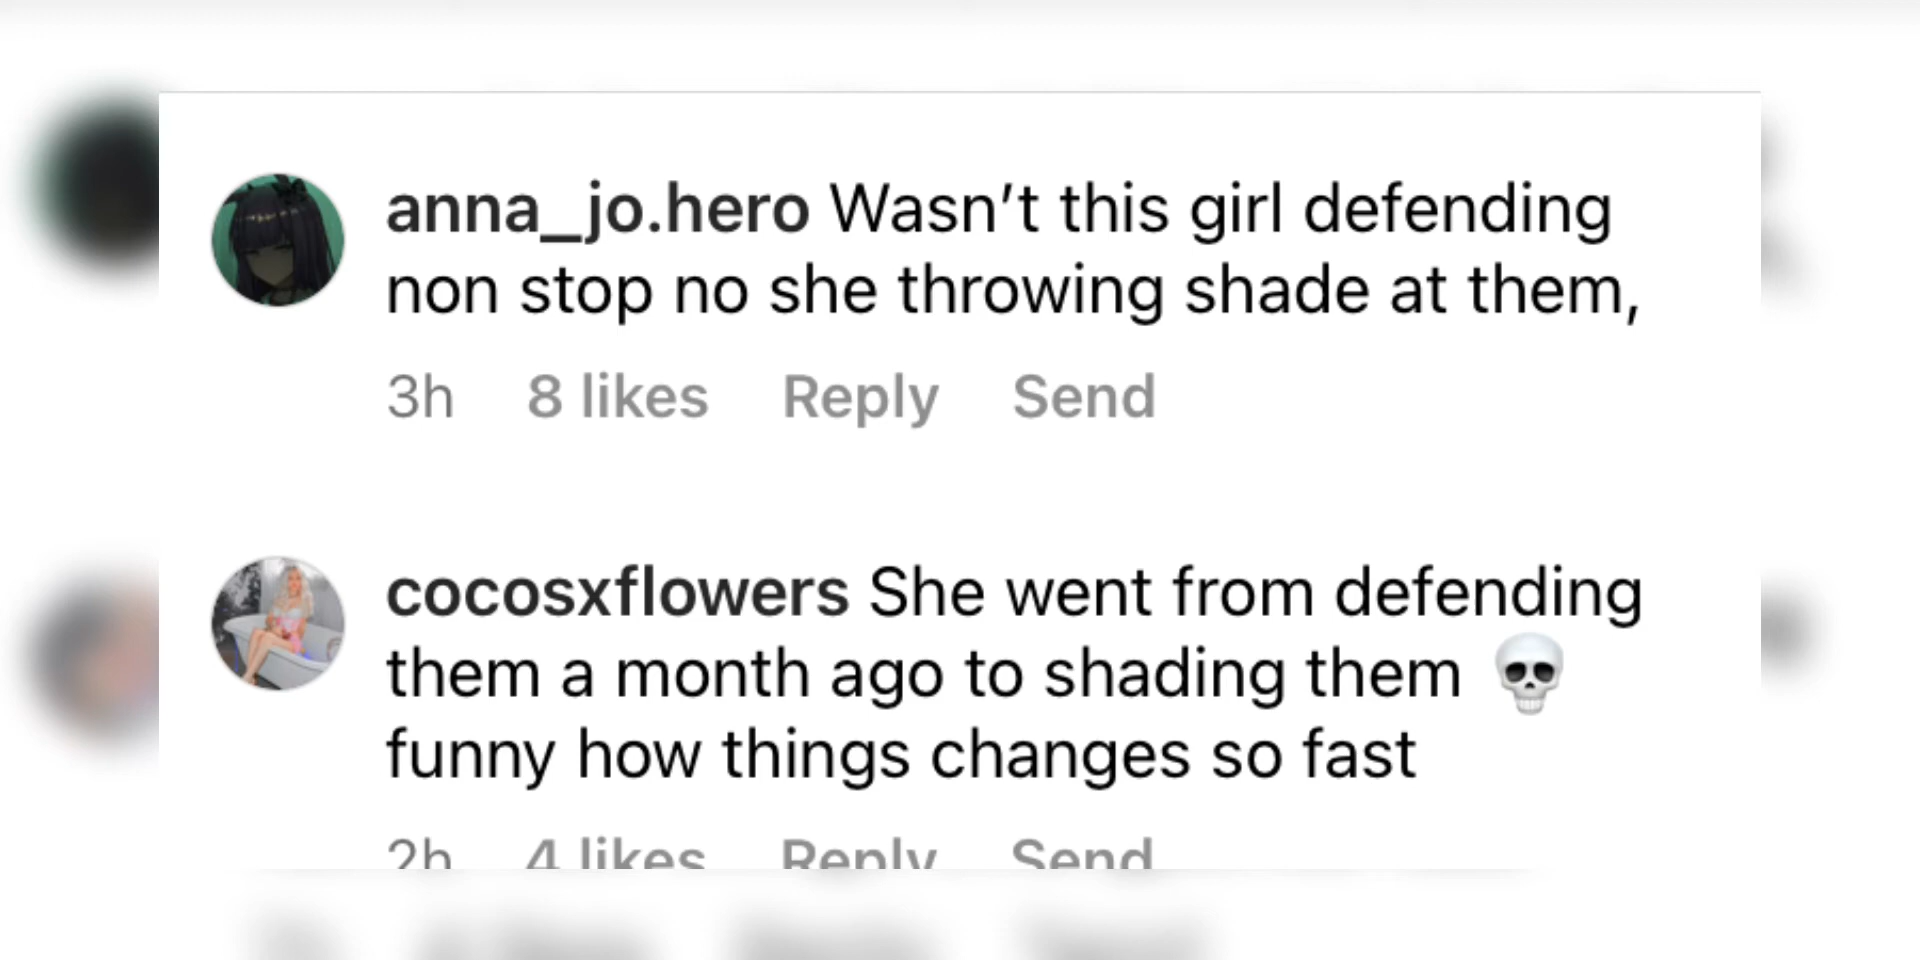 anna_jo.hero Wasn’t this girl defending
non stop no she throwing shade at them,
3h 8 likes Reply Send
cocosxflowers She went from defending
them a month ago to shading them 💀
funny how things changes so fast
2h 4 likes Reply Send